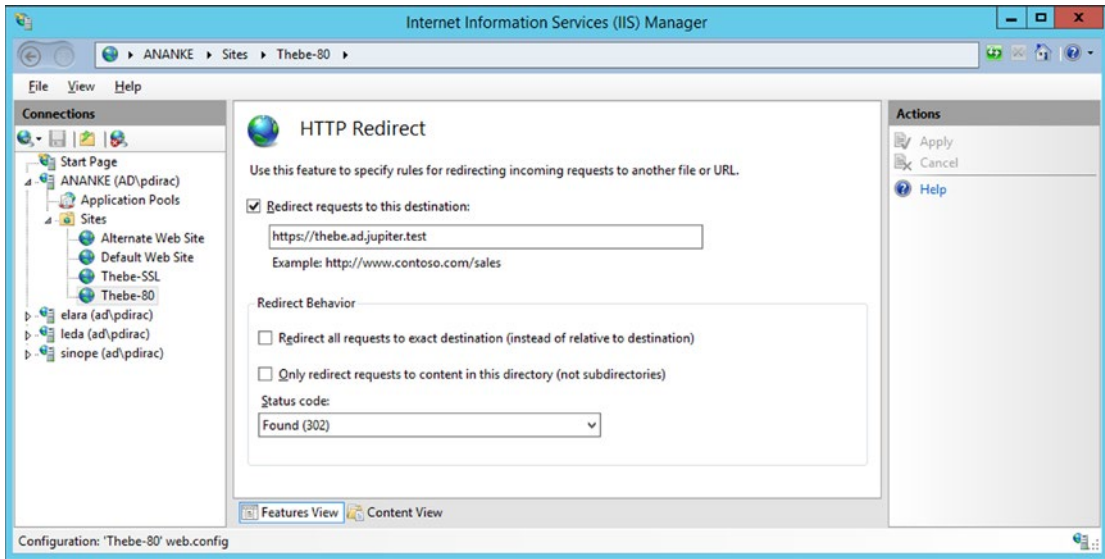 Internet Information Services (IIS) Manager
ANANKE Sites Thebe-80
File View Help
Connections
Start Page
ANANKE (AD\pdirac)
Application Pools
Sites
Alternate Web Site
Default Web Site
Thebe-SSL
Thebe-80
elara (ad\pdirac)
leda (ad\pdirac)
sinope (ad\pdirac)
HTTP Redirect
Use this feature to specify rules for redirecting incoming requests to another file or URL.
Redirect requests to this destination:
https://thebe.ad.jupiter.test
Example: http://www.contoso.com/sales
Redirect Behavior
Redirect all requests to exact destination (instead of relative to destination)
Only redirect requests to content in this directory (not subdirectories)
Status code:
Found (302)
Features View Content View
Actions
Apply
Cancel
Help
Configuration: 'Thebe-80' web.config